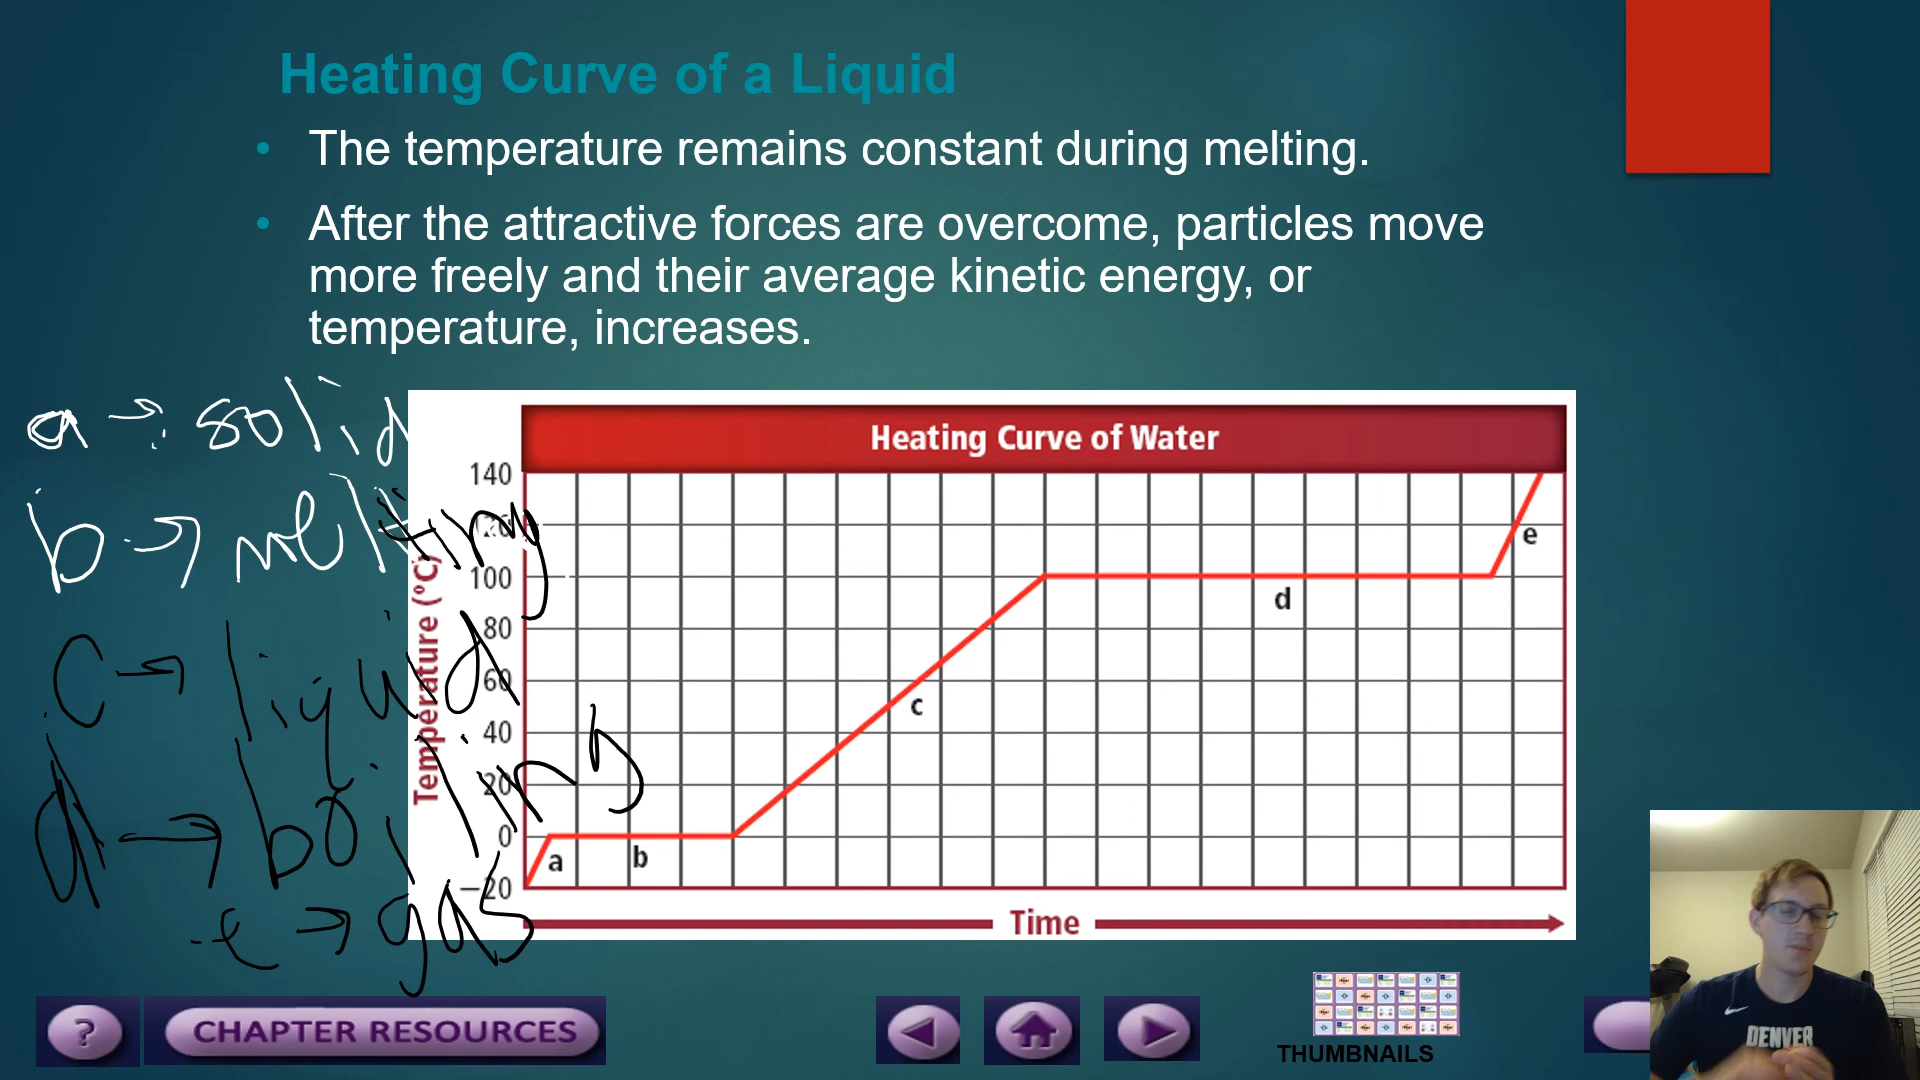 Heating Curve of a Liquid
• The temperature remains constant during melting.
• After the attractive forces are overcome, particles move
more freely and their average kinetic energy, or
temperature, increases.
a → : solid
b → melting
c → liquid
d → boiling
e → gas
Heating Curve of Water
Temperature (°C)
140
120
100
80
60
40
20
0
−20
a
b
c
d
e
Time
?
CHAPTER RESOURCES
THUMBNAILS
DENVER